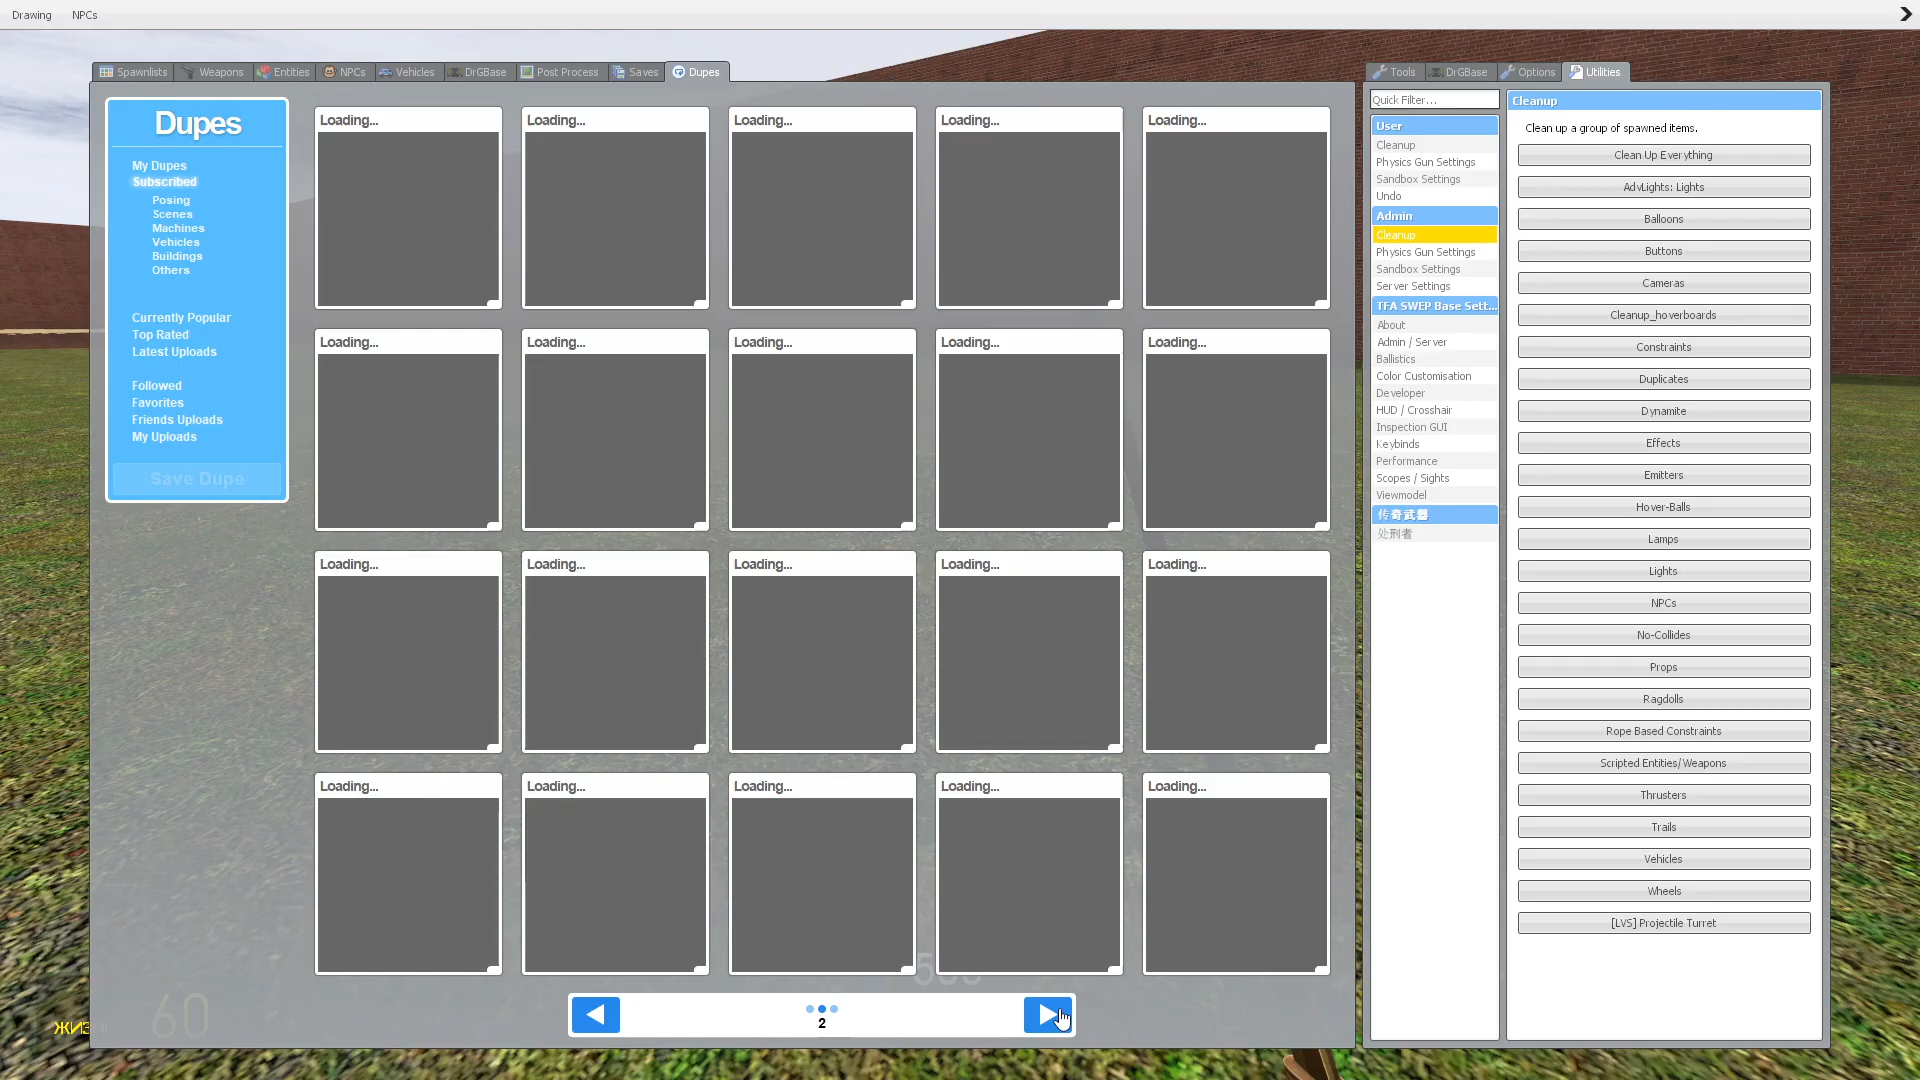 Drawing NPCs
Spawnlists Weapons Entities NPCs Vehicles DrGBase Post Process Saves Dupes
Dupes
My Dupes
Subscribed
Posing
Scenes
Machines
Vehicles
Buildings
Others
Currently Popular
Top Rated
Latest Uploads
Followed
Favorites
Friends Uploads
My Uploads
Save Dupe
Loading... Loading... Loading... Loading... Loading...
Loading... Loading... Loading... Loading... Loading...
Loading... Loading... Loading... Loading... Loading...
Loading... Loading... Loading... Loading... Loading...
2
60
Tools DrGBase Options Utilities
Quick Filter...
User
Cleanup
Physics Gun Settings
Sandbox Settings
Undo
Admin
Cleanup
Physics Gun Settings
Sandbox Settings
Server Settings
TFA SWEP Base Sett...
About
Admin / Server
Ballistics
Color Customisation
Developer
HUD / Crosshair
Inspection GUI
Keybinds
Performance
Scopes / Sights
Viewmodel
传奇武器
处刑者
Cleanup
Clean up a group of spawned items.
Clean Up Everything
AdvLights: Lights
Balloons
Buttons
Cameras
Cleanup_hoverboards
Constraints
Duplicates
Dynamite
Effects
Emitters
Hover-Balls
Lamps
Lights
NPCs
No-Collides
Props
Ragdolls
Rope Based Constraints
Scripted Entities/Weapons
Thrusters
Trails
Vehicles
Wheels
[LVS] Projectile Turret